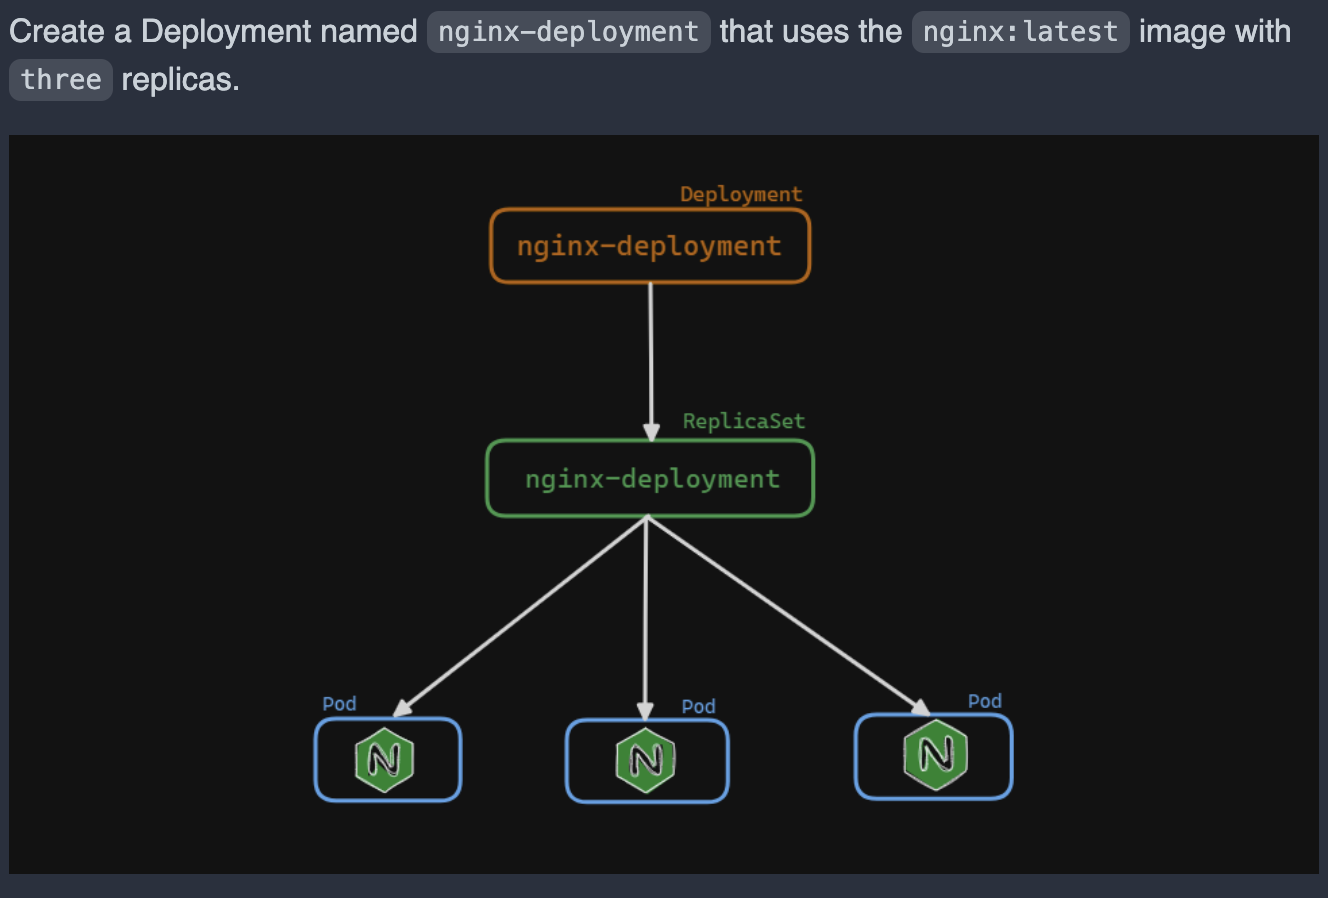 Create a Deployment named nginx-deployment that uses the nginx:latest image with
three replicas.
Deployment
nginx-deployment
ReplicaSet
nginx-deployment
Pod
Pod
Pod
N
N
N